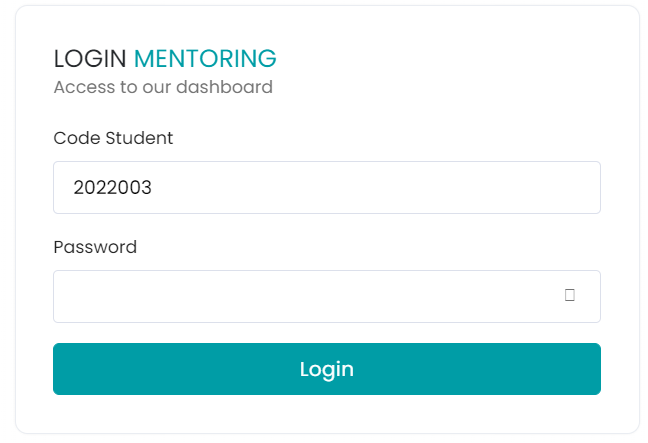 LOGIN MENTORING
Access to our dashboard
Code Student
2022003
Password
Login